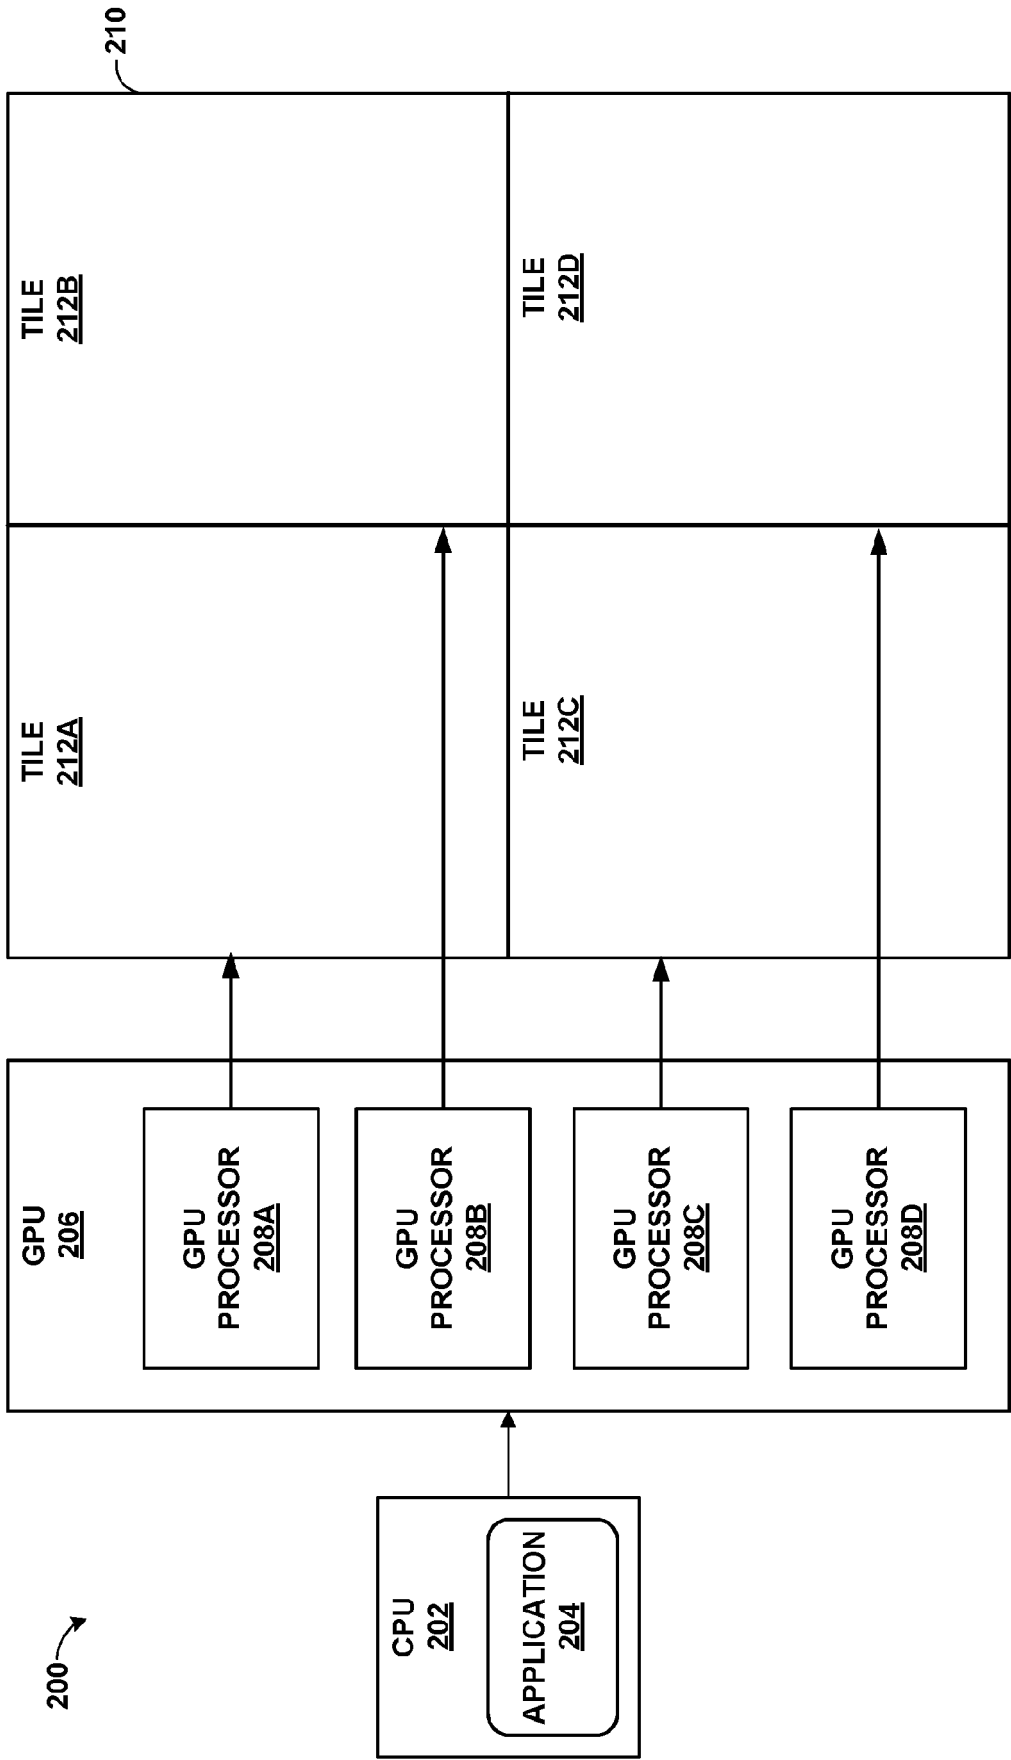 200
CPU
202
APPLICATION
204
GPU
206
GPU
PROCESSOR
208A
GPU
PROCESSOR
208B
GPU
PROCESSOR
208C
GPU
PROCESSOR
208D
210
TILE
212A
TILE
212B
TILE
212C
TILE
212D